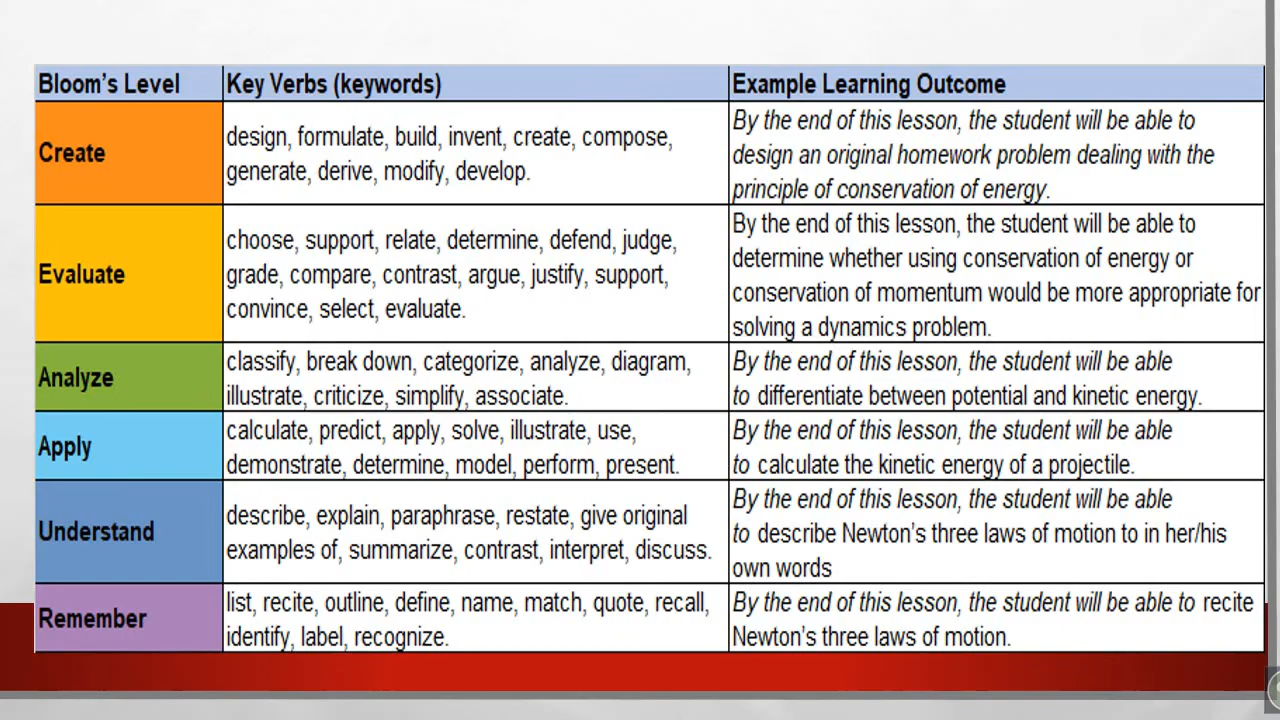 Bloom's Level Key Verbs (keywords) Example Learning Outcome
Create
design, formulate, build, invent, create, compose,
generate, derive, modify, develop.
By the end of this lesson, the student will be able to
design an original homework problem dealing with the
principle of conservation of energy.
Evaluate
choose, support, relate, determine, defend, judge,
grade, compare, contrast, argue, justify, support,
convince, select, evaluate.
By the end of this lesson, the student will be able to
determine whether using conservation of energy or
conservation of momentum would be more appropriate for
solving a dynamics problem.
Analyze
classify, break down, categorize, analyze, diagram,
illustrate, criticize, simplify, associate.
By the end of this lesson, the student will be able
to differentiate between potential and kinetic energy.
Apply
calculate, predict, apply, solve, illustrate, use,
demonstrate, determine, model, perform, present.
By the end of this lesson, the student will be able
to calculate the kinetic energy of a projectile.
Understand
describe, explain, paraphrase, restate, give original
examples of, summarize, contrast, interpret, discuss.
By the end of this lesson, the student will be able
to describe Newton's three laws of motion to in her/his
own words
Remember
list, recite, outline, define, name, match, quote, recall,
identify, label, recognize.
By the end of this lesson, the student will be able to recite
Newton's three laws of motion.